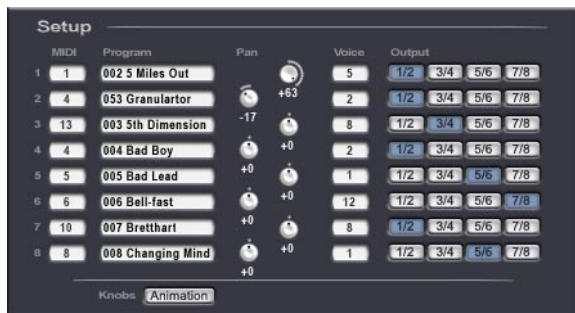 Setup
MIDI Program Pan Voice Output
1 1 002 5 Miles Out +63 5 1/2 3/4 5/6 7/8
2 4 053 Granulartor -17 2 1/2 3/4 5/6 7/8
3 13 003 5th Dimension +0 8 1/2 3/4 5/6 7/8
4 4 004 Bad Boy +0 2 1/2 3/4 5/6 7/8
5 5 005 Bad Lead +0 1 1/2 3/4 5/6 7/8
6 6 006 Bell-fast +0 12 1/2 3/4 5/6 7/8
7 10 007 Bretthart +0 8 1/2 3/4 5/6 7/8
8 8 008 Changing Mind +0 1 1/2 3/4 5/6 7/8
Knobs Animation